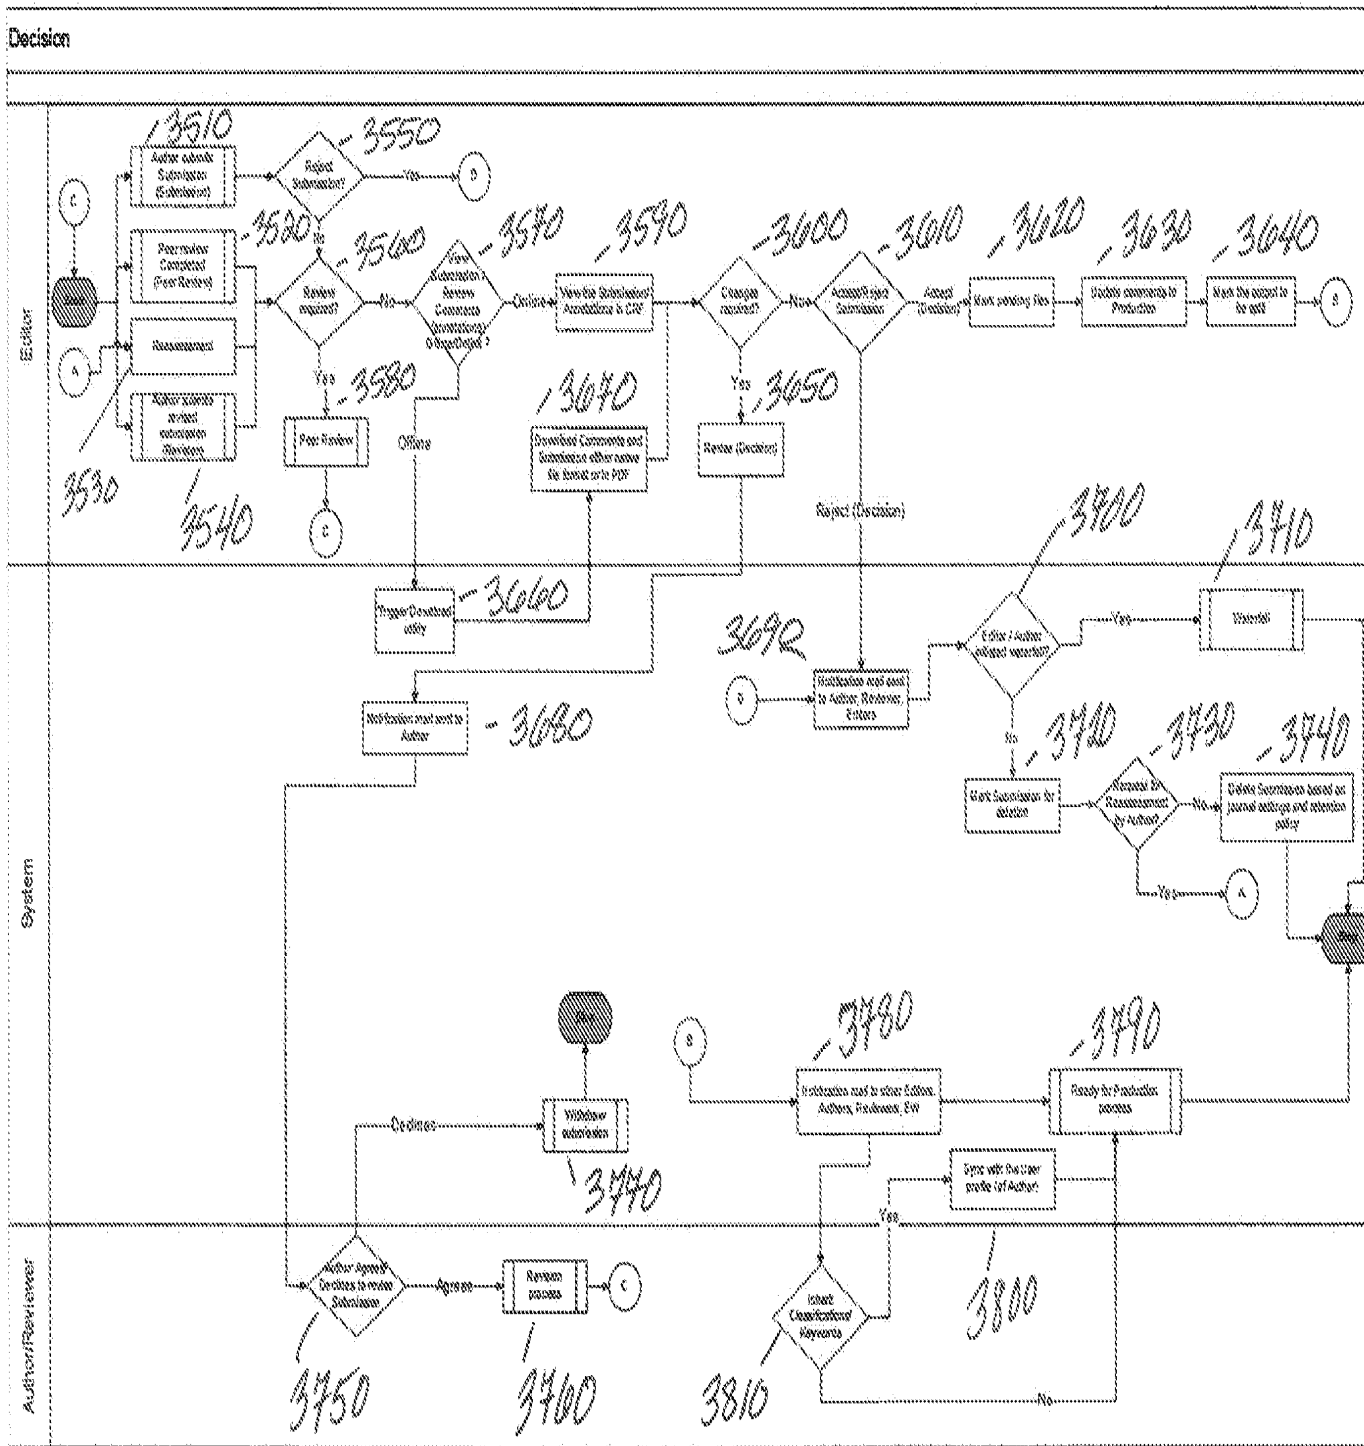 Decision
Editor
System
Author/Reviewer
3510
Author submits
Submission
(Submission)
3550
Reject
Submission?
Yes
D
C
No
3520
Peer review
Completed
(Peer Review)
3560
Review
required?
No
3570
View
Submission /
Review
Comments
(annotations)
Online/Offline ?
Online
3590
View the Submission/
Annotations in
3600
Changes
required?
No
3610
Accept/Reject
Submission
Accept
(Decision)
3620
Mark pending files
3630
Update comments to
Production
3640
Mark the output to
be
B
Start
A
Reassessment
3530
Author submits
revised
submission
(Revision)
3540
Yes
3580
Peer Review
C
Offline
3670
Download Comments and
Submission either native
file format or in PDF
Yes
3650
Revise (Decision)
Reject (Decision)
3660
Trigger Download
utility
3680
Notification mail sent to
Author
3692
Notification mail sent
to Author, Reviewer,
Editors
D
3700
Editor / Author
initiated waterfall?
Yes
3710
Waterfall
No
3720
Mark Submission for
deletion
3730
Request for
Reassessment
by Author?
No
3740
Delete Submission based on
journal settings and retention
policy
Yes
A
Stop
Stop
B
3780
Notification mail to other Editors,
Authors, Reviewers, EW
3790
Ready for Production
process
Declines
Withdraw
submission
3770
Sync with the User
profile (of Author)
3800
Yes
Author Agrees/
Declines to revise
Submission
3750
Agrees
Revision
process
3760
C
Inherit
Classifications/
Keywords
3810
No